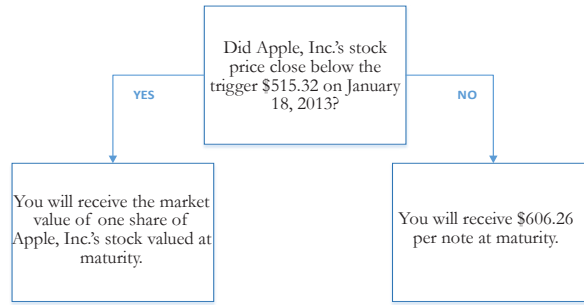 Did Apple, Inc.'s stock
price close below the
trigger $515.32 on January
18, 2013?
YES
NO
You will receive the market
value of one share of
Apple, Inc.'s stock valued at
maturity.
You will receive $606.26
per note at maturity.